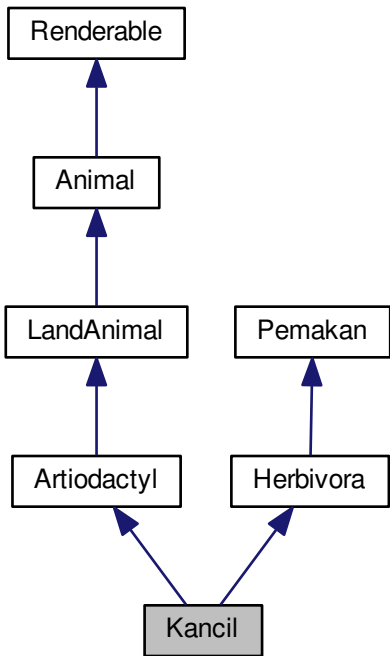 Renderable
Animal
LandAnimal
Pemakan
Artiodactyl
Herbivora
Kancil